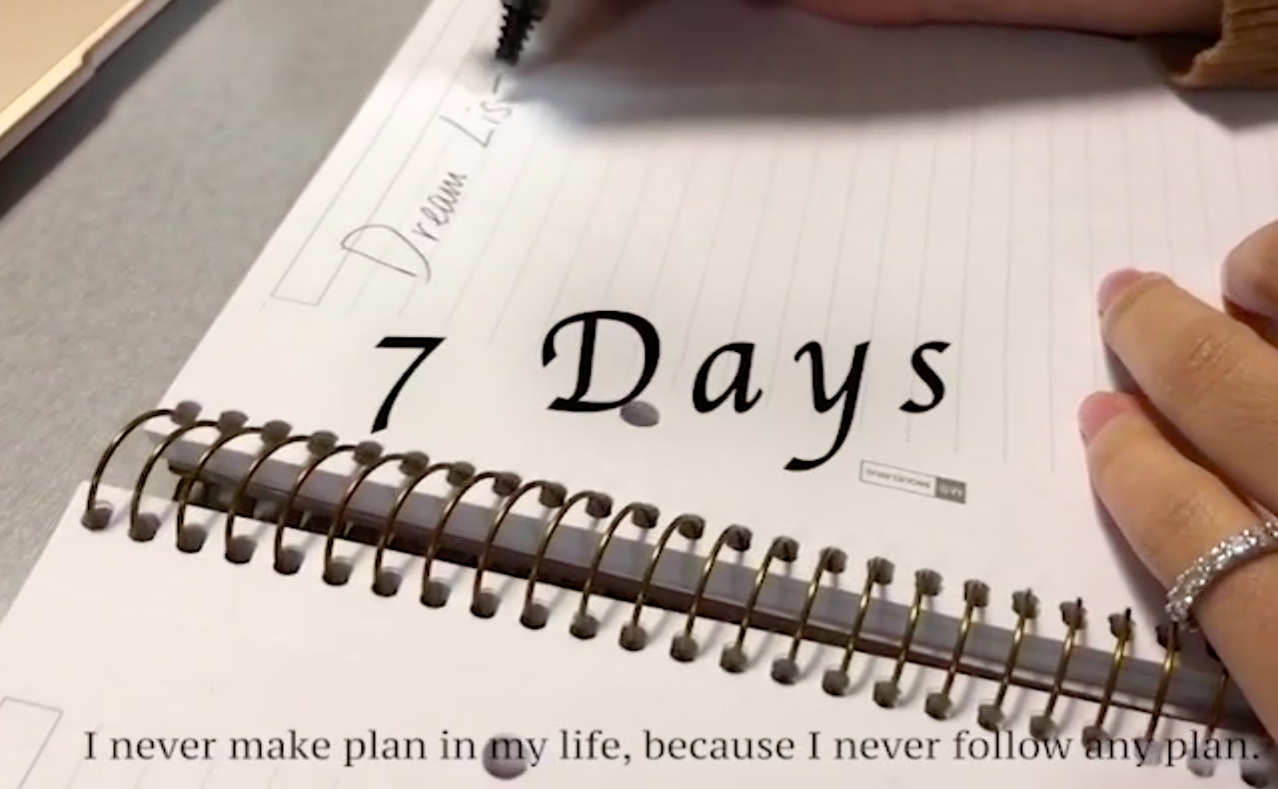 Dream Lis
7 Days
I never make plan in my life, because I never follow any plan.